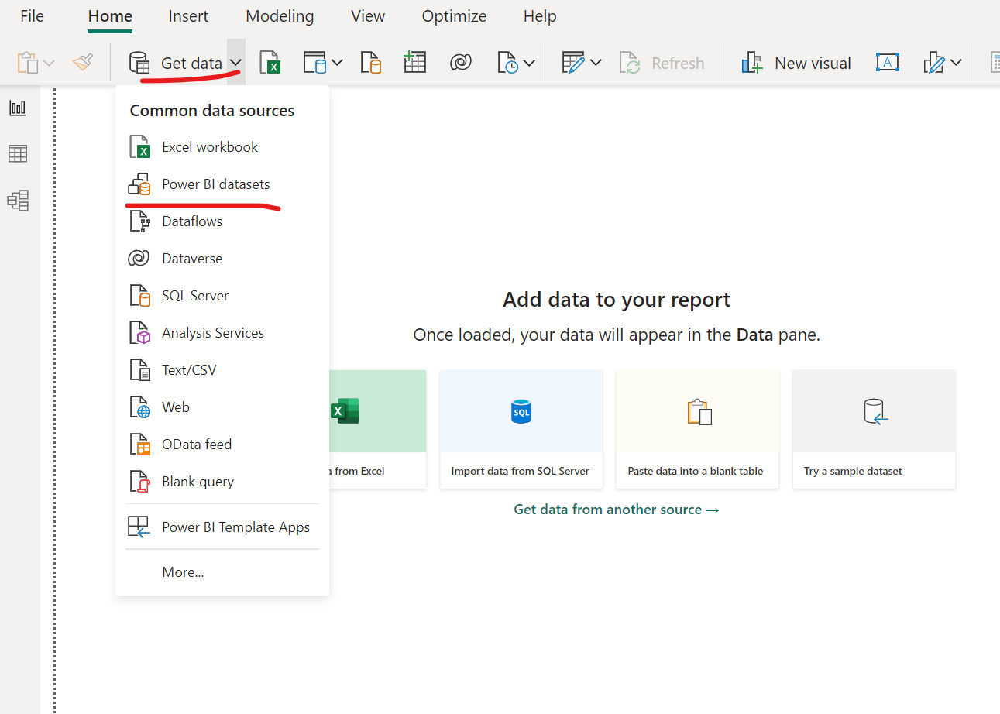 File Home Insert Modeling View Optimize Help
Get data Refresh New visual A
Common data sources
Excel workbook
Power BI datasets
Dataflows
Dataverse
SQL Server
Analysis Services
Text/CSV
Web
OData feed
Blank query
Power BI Template Apps
More...
Add data to your report
Once loaded, your data will appear in the Data pane.
SQL
from Excel
Import data from SQL Server
Paste data into a blank table
Try a sample dataset
Get data from another source →